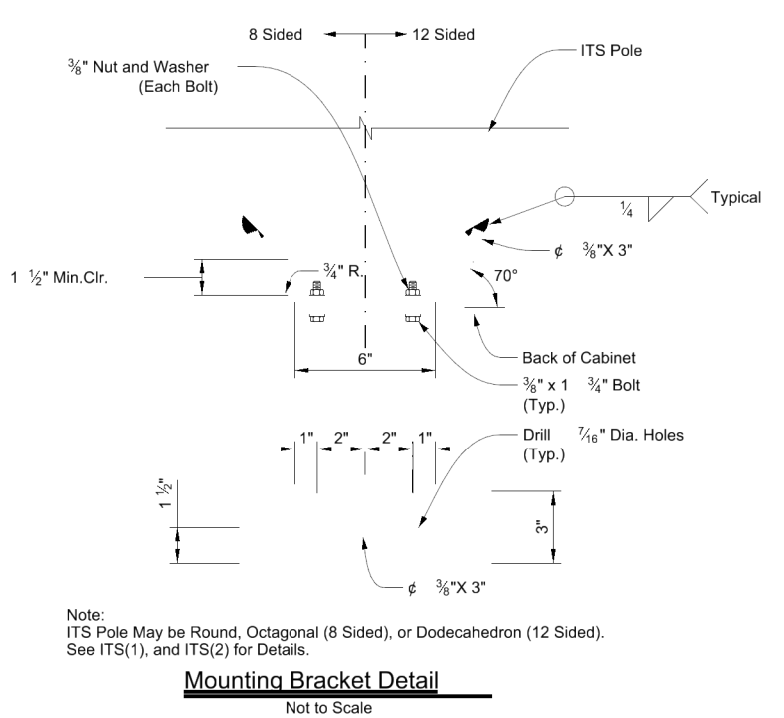 8 Sided
12 Sided
ITS Pole
3/8" Nut and Washer
(Each Bolt)
1/4
Typical
¢ 3/8"X 3"
1 1/2" Min.Clr.
3/4" R.
70°
6"
Back of Cabinet
3/8" x 1 3/4" Bolt
(Typ.)
1" 2" 2" 1"
Drill 7/16" Dia. Holes
(Typ.)
1 1/2"
3"
¢ 3/8"X 3"
Note:
ITS Pole May be Round, Octagonal (8 Sided), or Dodecahedron (12 Sided).
See ITS(1), and ITS(2) for Details.
Mounting Bracket Detail
Not to Scale